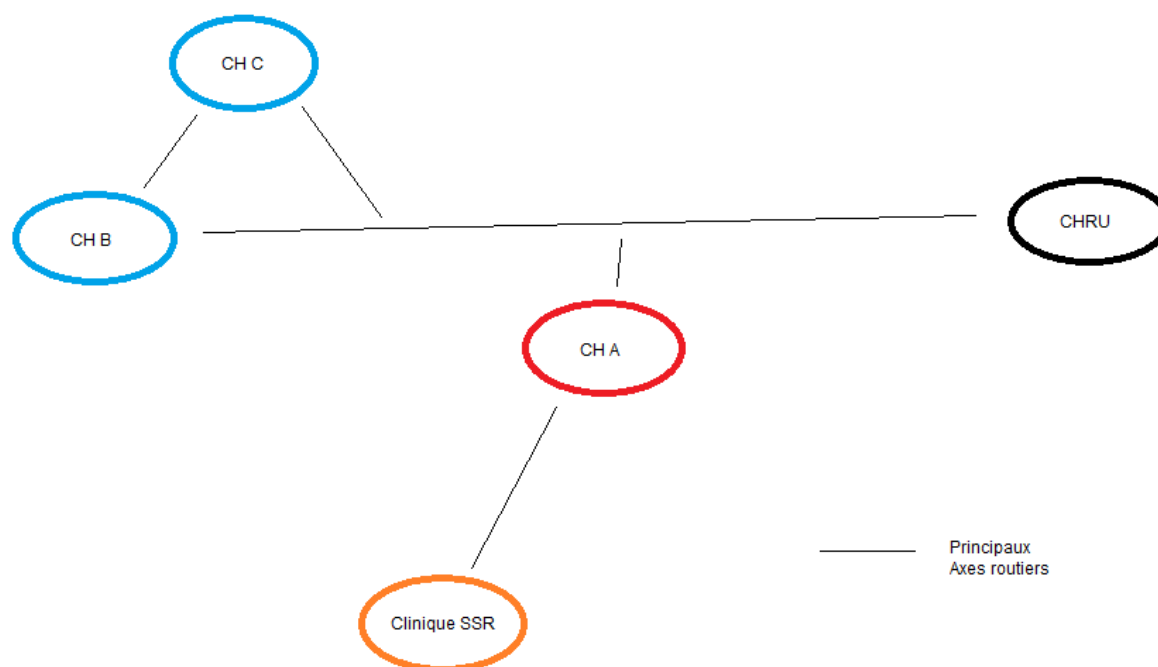 CH C
CHRU
CH B
CH A
Principaux
Axes routiers
Clinique SSR